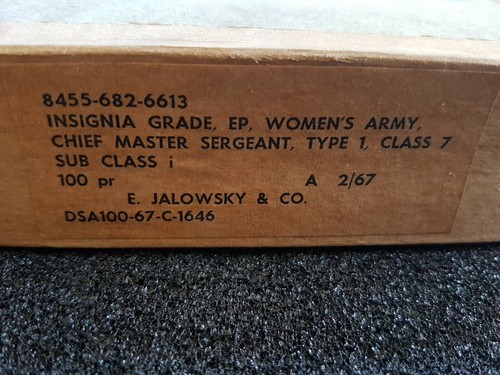 8455-682-6613
INSIGNIA GRADE, EP, WOMEN'S ARMY,
CHIEF MASTER SERGEANT, TYPE 1, CLASS 7
SUB CLASS i
100 pr A 2/67
E. JALOWSKY & CO.
DSA100-67-C-1646